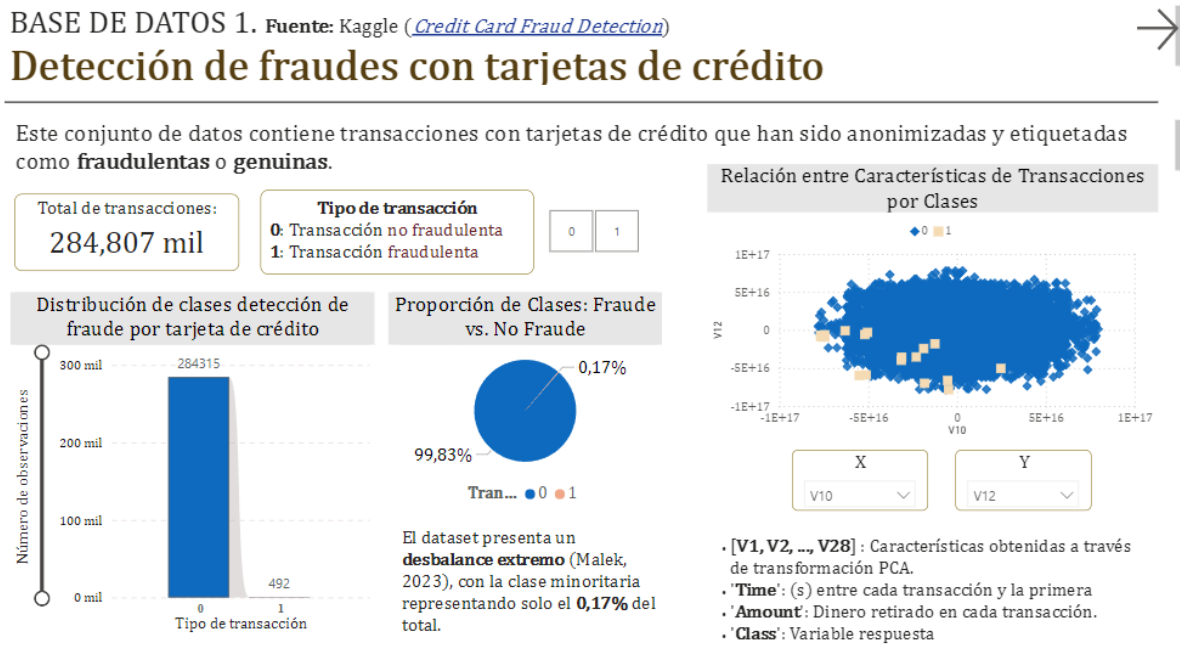 BASE DE DATOS 1. Fuente: Kaggle (Credit Card Fraud Detection)
Detección de fraudes con tarjetas de crédito
Este conjunto de datos contiene transacciones con tarjetas de crédito que han sido anonimizadas y etiquetadas
como fraudulentas o genuinas.
Total de transacciones:
284,807 mil
Tipo de transacción
0: Transacción no fraudulenta
1: Transacción fraudulenta
0 1
Distribución de clases detección de
fraude por tarjeta de crédito
Número de observaciones
300 mil
200 mil
100 mil
0 mil
284315
492
0 1
Tipo de transacción
Proporción de Clases: Fraude
vs. No Fraude
0,17%
99,83%
Tran... 0 1
El dataset presenta un
desbalance extremo (Malek,
2023), con la clase minoritaria
representando solo el 0,17% del
total.
Relación entre Características de Transacciones
por Clases
0 1
V12
1E+17
5E+16
0
-5E+16
-1E+17
-1E+17 -5E+16 0 5E+16 1E+17
V10
X
V10
Y
V12
• [V1, V2, ..., V28] : Características obtenidas a través
de transformación PCA.
• 'Time': (s) entre cada transacción y la primera
• 'Amount': Dinero retirado en cada transacción.
• 'Class': Variable respuesta